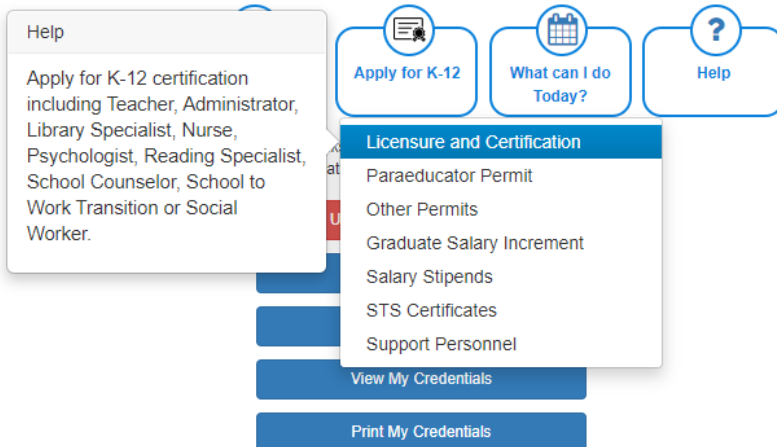 Help
Apply for K-12 certification
including Teacher, Administrator,
Library Specialist, Nurse,
Psychologist, Reading Specialist,
School Counselor, School to
Work Transition or Social
Worker.
Apply for K-12
What can I do
Today?
?
Help
Licensure and Certification
Paraeducator Permit
Other Permits
Graduate Salary Increment
Salary Stipends
STS Certificates
Support Personnel
at
U
View My Credentials
Print My Credentials